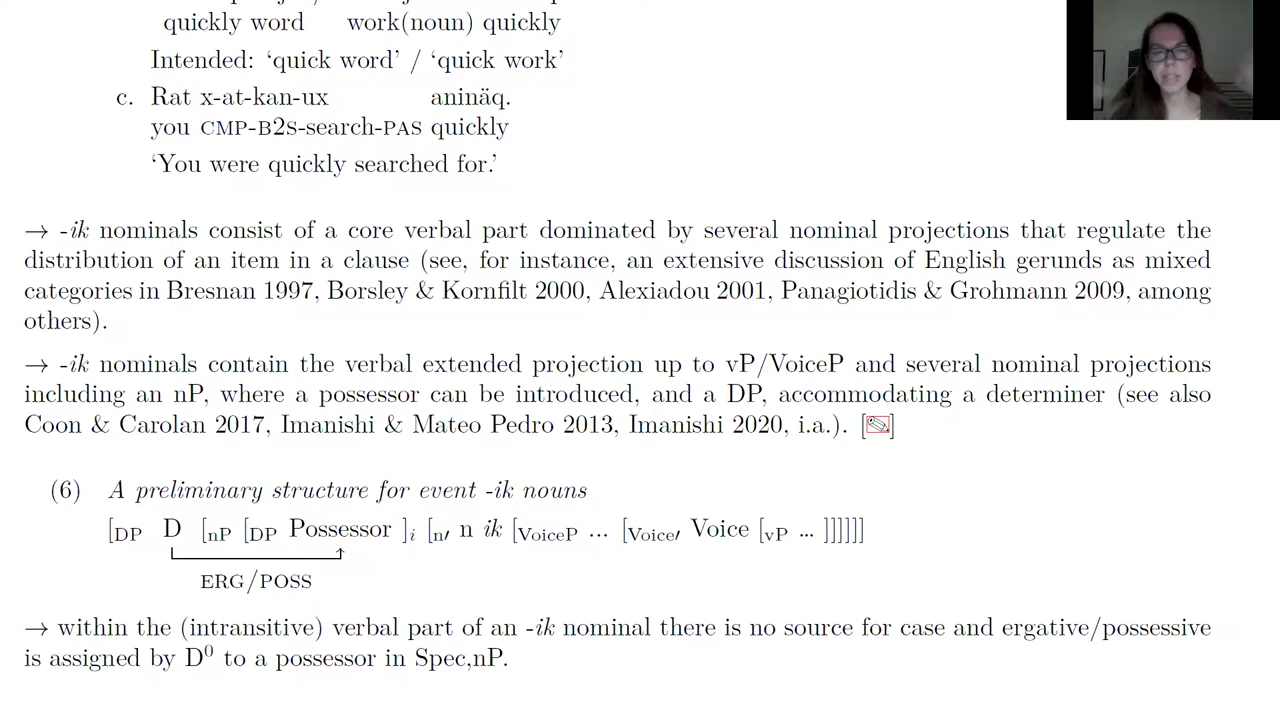 quickly word work(noun) quickly
Intended: ‘quick word’ / ‘quick work’
c. Rat x-at-kan-ux aninäq.
you CMP-B2S-search-PAS quickly
‘You were quickly searched for.’
→ -ik nominals consist of a core verbal part dominated by several nominal projections that regulate the
distribution of an item in a clause (see, for instance, an extensive discussion of English gerunds as mixed
categories in Bresnan 1997, Borsley & Kornfilt 2000, Alexiadou 2001, Panagiotidis & Grohmann 2009, among
others).
→ -ik nominals contain the verbal extended projection up to vP/VoiceP and several nominal projections
including an nP, where a possessor can be introduced, and a DP, accommodating a determiner (see also
Coon & Carolan 2017, Imanishi & Mateo Pedro 2013, Imanishi 2020, i.a.). [✎]
(6) A preliminary structure for event -ik nouns
[DP D [nP [DP Possessor ]i [n′ n ik [VoiceP ... [Voice′ Voice [vP ... ]]]]]]
ERG/POSS
→ within the (intransitive) verbal part of an -ik nominal there is no source for case and ergative/possessive
is assigned by D⁰ to a possessor in Spec,nP.